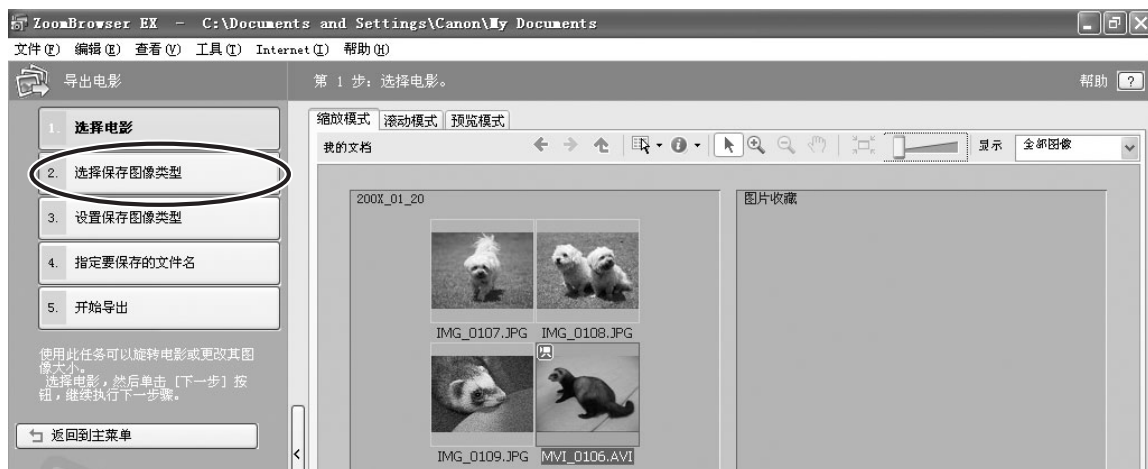 ZoomBrowser EX - C:\Documents and Settings\Canon\My Documents
文件(F) 编辑(E) 查看(V) 工具(T) Internet(I) 帮助(H)
导出电影
第 1 步：选择电影。
帮助 ?
1. 选择电影
2. 选择保存图像类型
3. 设置保存图像类型
4. 指定要保存的文件名
5. 开始导出
使用此任务可以旋转电影或更改其图
像大小。
选择电影，然后单击 [下一步] 按
钮，继续执行下一步骤。
返回到主菜单
缩放模式 滚动模式 预览模式
我的文档
显示 全部图像
200X_01_20
图片收藏
IMG_0107.JPG IMG_0108.JPG
IMG_0109.JPG MVI_0106.AVI